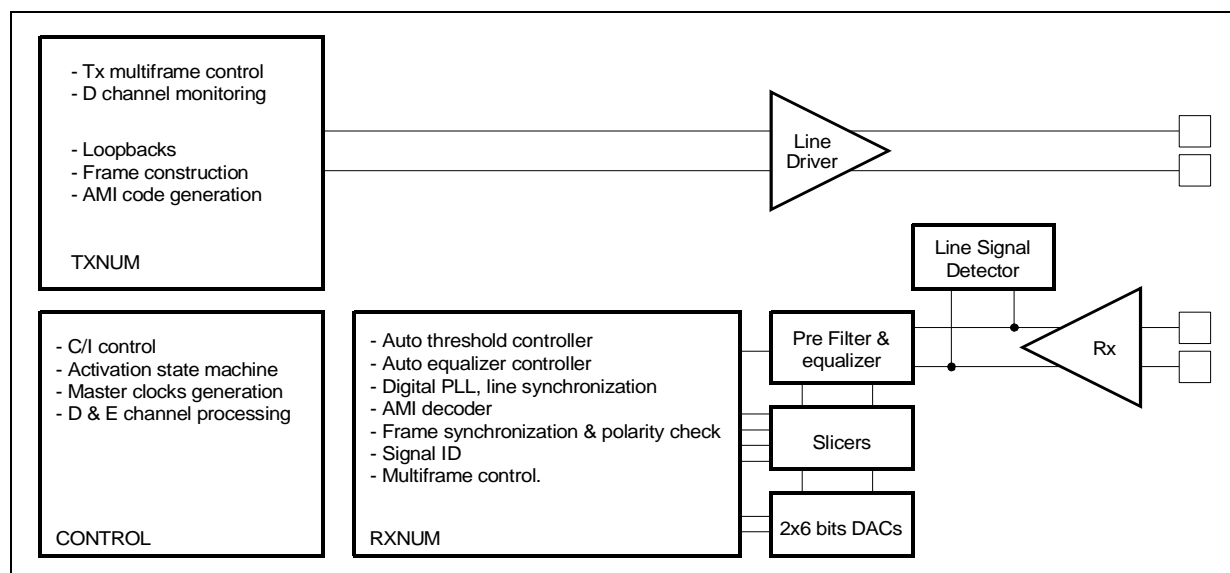 - Tx multiframe control
- D channel monitoring
- Loopbacks
- Frame construction
- AMI code generation
TXNUM
Line
Driver
Line Signal
Detector
- C/I control
- Activation state machine
- Master clocks generation
- D & E channel processing
CONTROL
- Auto threshold controller
- Auto equalizer controller
- Digital PLL, line synchronization
- AMI decoder
- Frame synchronization & polarity check
- Signal ID
- Multiframe control.
RXNUM
Pre Filter &
equalizer
Rx
Slicers
2x6 bits DACs